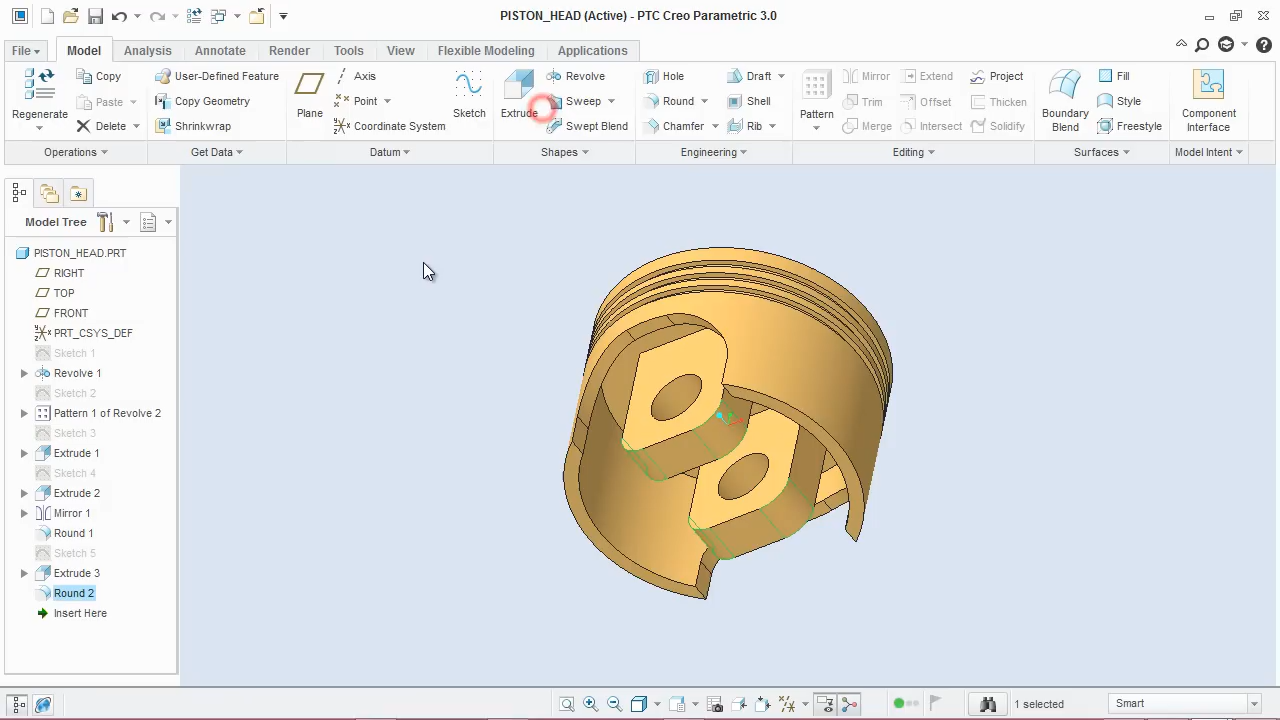 PISTON_HEAD (Active) - PTC Creo Parametric 3.0
File Model Analysis Annotate Render Tools View Flexible Modeling Applications
Regenerate
Copy
Paste
Delete
Operations
User-Defined Feature
Copy Geometry
Shrinkwrap
Get Data
Plane
Axis
Point
Coordinate System
Sketch
Datum
Extrude
Revolve
Sweep
Swept Blend
Shapes
Hole
Round
Chamfer
Draft
Shell
Rib
Engineering
Pattern
Mirror
Trim
Merge
Extend
Offset
Intersect
Project
Thicken
Solidify
Editing
Boundary
Blend
Fill
Style
Freestyle
Surfaces
Component
Interface
Model Intent
Model Tree
PISTON_HEAD.PRT
RIGHT
TOP
FRONT
PRT_CSYS_DEF
Sketch 1
Revolve 1
Sketch 2
Pattern 1 of Revolve 2
Sketch 3
Extrude 1
Sketch 4
Extrude 2
Mirror 1
Round 1
Sketch 5
Extrude 3
Round 2
Insert Here
1 selected
Smart